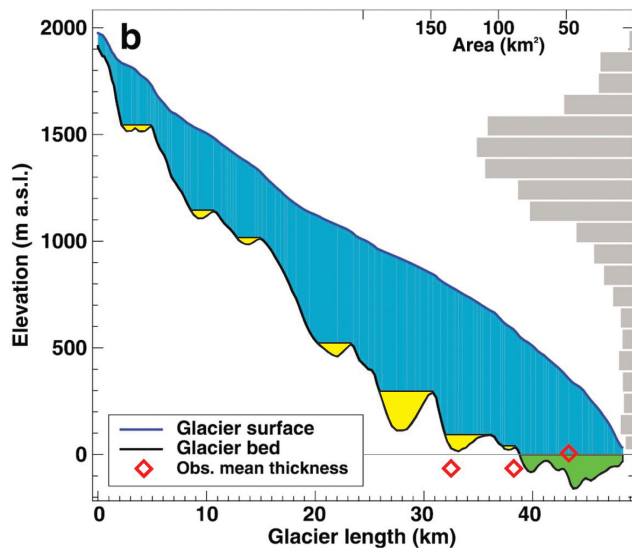 b
150 100 50
Area (km²)
2000
1500
1000
500
0
Elevation (m a.s.l.)
Glacier surface
Glacier bed
Obs. mean thickness
0 10 20 30 40
Glacier length (km)